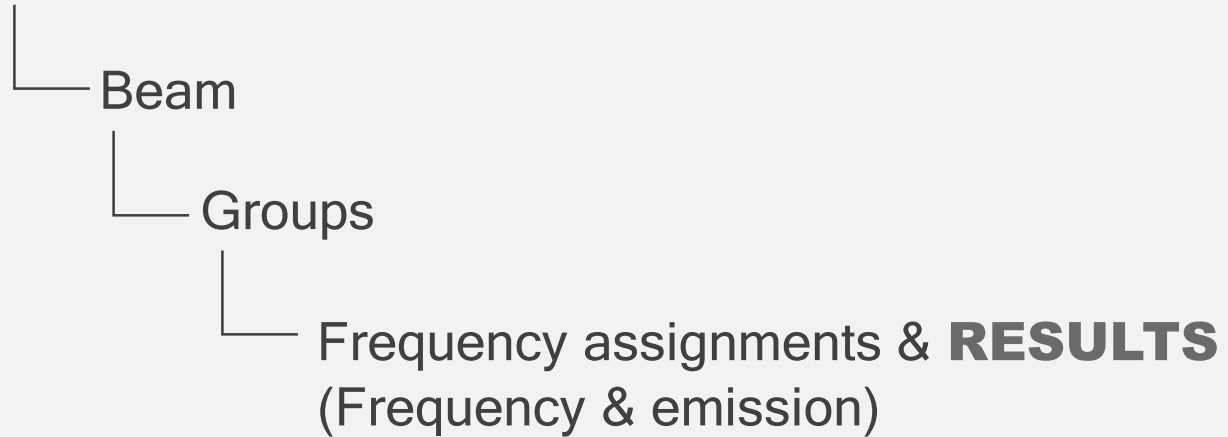 Beam
Groups
Frequency assignments & RESULTS
(Frequency & emission)